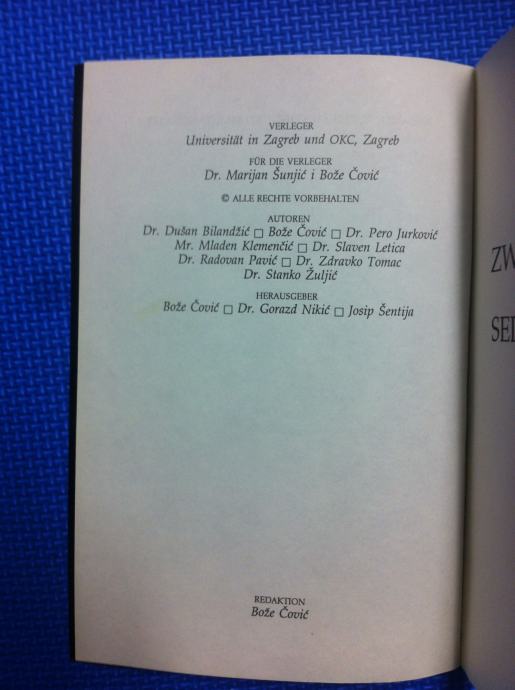 VERLEGER
Universität in Zagreb und OKC, Zagreb
FÜR DIE VERLEGER
Dr. Marijan Šunjić i Bože Čović
© ALLE RECHTE VORBEHALTEN
AUTOREN
Dr. Dušan Bilandžić □ Bože Čović □ Dr. Pero Jurković
Mr. Mladen Klemenčić □ Dr. Slaven Letica
Dr. Radovan Pavić □ Dr. Zdravko Tomac
Dr. Stanko Žuljić
HERAUSGEBER
Bože Čović □ Dr. Gorazd Nikić □ Josip Šentija
REDAKTION
Bože Čović